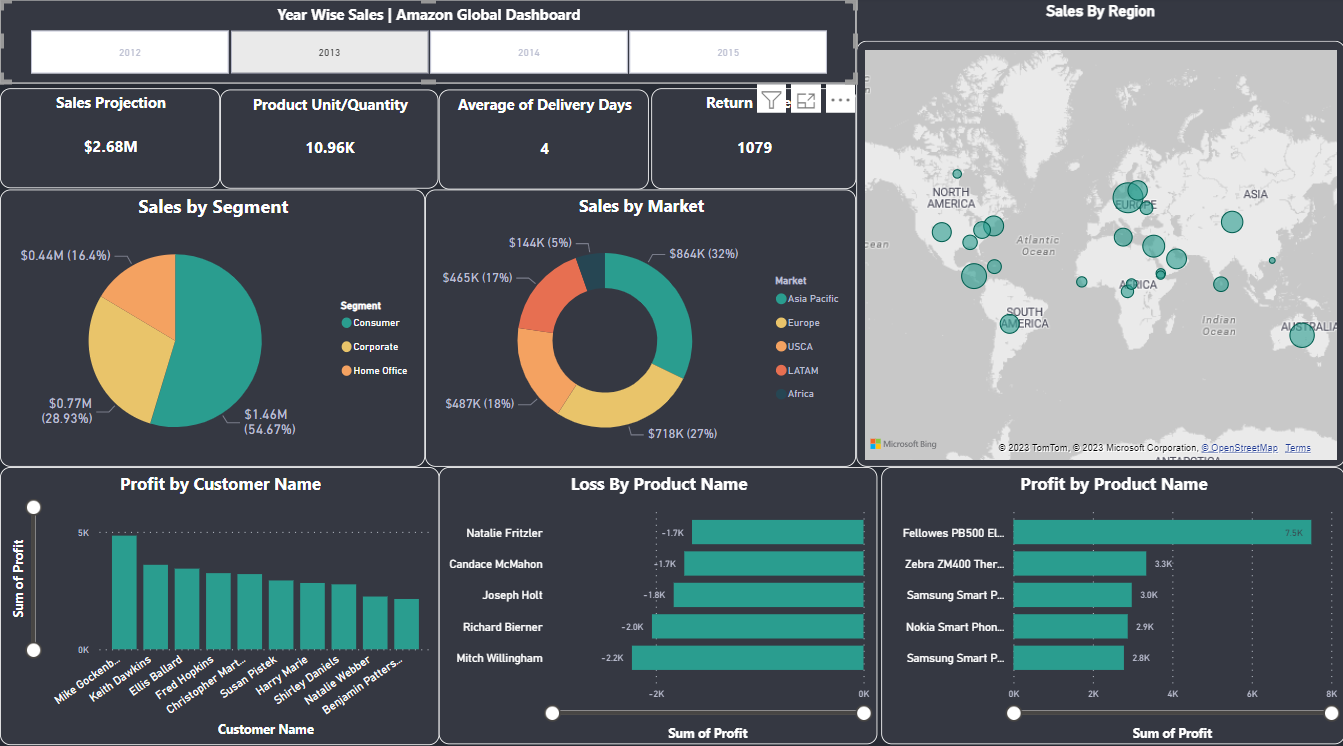 Year Wise Sales | Amazon Global Dashboard
2012
2013
2014
2015
Sales Projection
$2.68M
Product Unit/Quantity
10.96K
Average of Delivery Days
4
Return
1079
Sales By Region
NORTH
AMERICA
EUROPE
ASIA
Atlantic
Ocean
cean
AFRICA
SOUTH
AMERICA
Indian
Ocean
AUSTRALIA
Microsoft Bing
© 2023 TomTom, © 2023 Microsoft Corporation, © OpenStreetMap Terms
ANTARCTICA
Sales by Segment
$0.44M (16.4%)
$0.77M
(28.93%)
$1.46M
(54.67%)
Segment
Consumer
Corporate
Home Office
Sales by Market
$144K (5%)
$864K (32%)
$465K (17%)
$487K (18%)
$718K (27%)
Market
Asia Pacific
Europe
USCA
LATAM
Africa
Profit by Customer Name
Sum of Profit
5K
0K
Mike Gockenb...
Keith Dawkins
Ellis Ballard
Fred Hopkins
Christopher Mart...
Susan Pistek
Harry Marie
Shirley Daniels
Natalie Webber
Benjamin Patters...
Customer Name
Loss By Product Name
Natalie Fritzler
-1.7K
Candace McMahon
-1.7K
Joseph Holt
-1.8K
Richard Bierner
-2.0K
Mitch Willingham
-2.2K
-2K
0K
Sum of Profit
Profit by Product Name
Fellowes PB500 El...
7.5K
Zebra ZM400 Ther...
3.3K
Samsung Smart P...
3.0K
Nokia Smart Phon...
2.9K
Samsung Smart P...
2.8K
0K
2K
4K
6K
8K
Sum of Profit